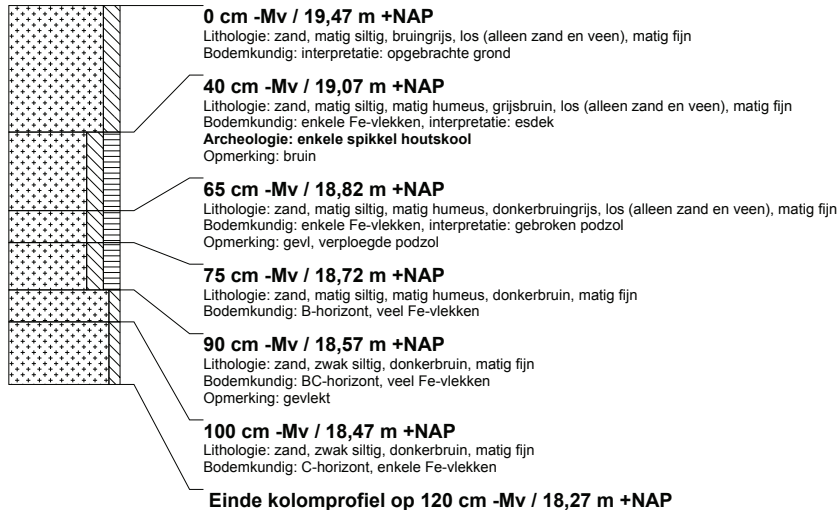 0 cm -Mv / 19,47 m +NAP
Lithologie: zand, matig siltig, bruingrijs, los (alleen zand en veen), matig fijn
Bodemkundig: interpretatie: opgebrachte grond
40 cm -Mv / 19,07 m +NAP
Lithologie: zand, matig siltig, matig humeus, grijsbruin, los (alleen zand en veen), matig fijn
Bodemkundig: enkele Fe-vlekken, interpretatie: esdek
Archeologie: enkele spikkel houtskool
Opmerking: bruin
65 cm -Mv / 18,82 m +NAP
Lithologie: zand, matig siltig, matig humeus, donkerbruingrijs, los (alleen zand en veen), matig fijn
Bodemkundig: enkele Fe-vlekken, interpretatie: gebroken podzol
Opmerking: gevl, verploegde podzol
75 cm -Mv / 18,72 m +NAP
Lithologie: zand, matig siltig, matig humeus, donkerbruin, matig fijn
Bodemkundig: B-horizont, veel Fe-vlekken
90 cm -Mv / 18,57 m +NAP
Lithologie: zand, zwak siltig, donkerbruin, matig fijn
Bodemkundig: BC-horizont, veel Fe-vlekken
Opmerking: gevlekt
100 cm -Mv / 18,47 m +NAP
Lithologie: zand, zwak siltig, donkerbruin, matig fijn
Bodemkundig: C-horizont, enkele Fe-vlekken
Einde kolomprofiel op 120 cm -Mv / 18,27 m +NAP